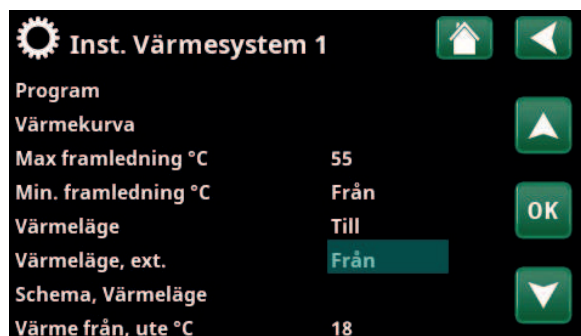 Inst. Värmesystem 1
Program
Värmekurva
Max framledning °C 55
Min. framledning °C Från
Värmeläge Till
OK
Värmeläge, ext. Från
Schema, Värmeläge
Värme från, ute °C 18